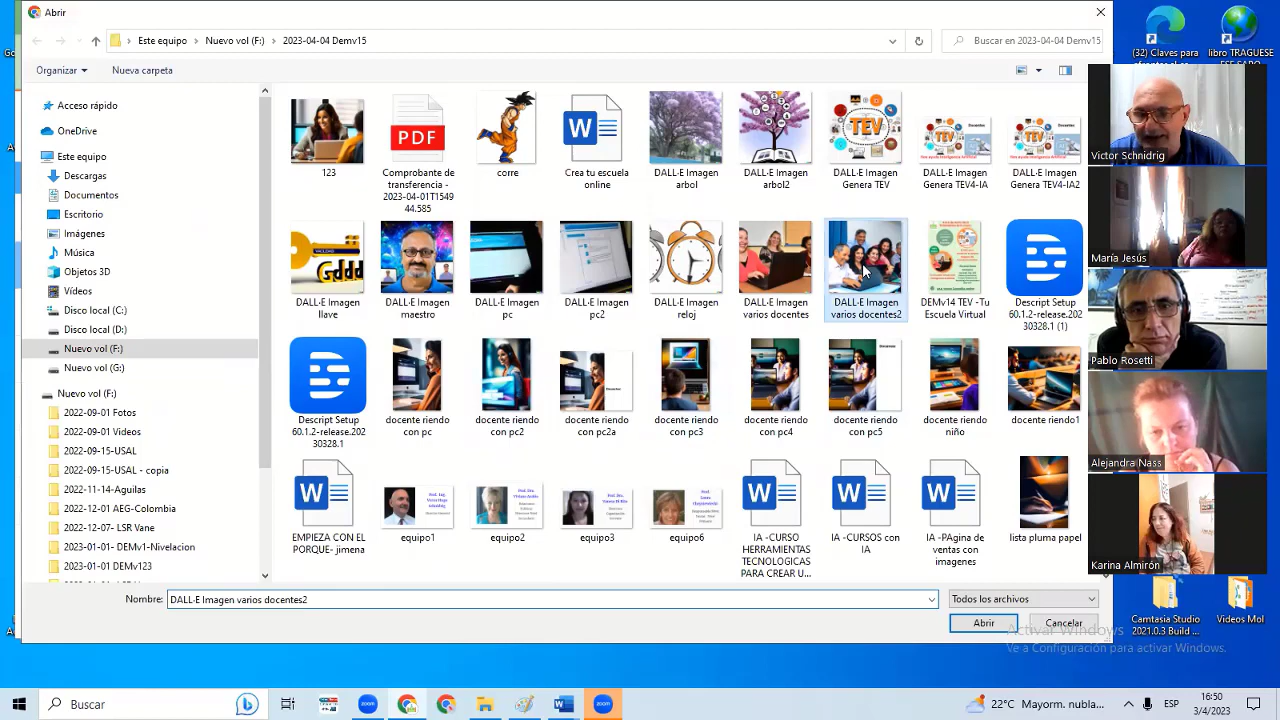 Abrir
Este equipo > Nuevo vol (F:) > 2023-04-04 Demv15
Buscar en 2023-04-04 Demv15
Organizar
Nueva carpeta
Acceso rápido
OneDrive
Este equipo
Descargas
Documentos
Escritorio
Imágenes
Música
Objetos 3D
Vídeos
Disco local (C:)
Disco local (D:)
Nuevo vol (F:)
Nuevo vol (G:)
Nuevo vol (F:)
2022-09-01 Fotos
2022-09-01 Videos
2022-09-15-USAL
2022-09-15-USAL - copia
2022-11-14-Aguilas
2022-12-01 AEG-Colombia
2022-12-07- LSR Vane
2023-01-01- DEMv1-Nivelacion
2023-01-01 DEMv123
PDF
W
TEV
TEV
TEV
123
Comprobante de
transferencia -
2023-04-01T1549
44.585
corre
Crea tu escuela
online
DALL·E Imagen
arbol
DALL·E Imagen
arbol2
DALL·E Imagen
Genera TEV
DALL·E Imagen
Genera TEV4-IA
DALL·E Imagen
Genera TEV4-IA2
DALL·E Imagen
llave
DALL·E Imagen
maestro
DALL·E Imagen
pc
DALL·E Imagen
pc2
DALL·E Imagen
reloj
DALL·E Imagen
varios docentes
DALL·E Imagen
varios docentes2
DEMv14 TEV -Tu
Escuela Virtual
Descript Setup
60.1.2-release.202
30328.1 (1)
Descript Setup
60.1.2-release.202
30328.1
docente riendo
con pc
docente riendo
con pc2
docente riendo
con pc2a
docente riendo
con pc3
docente riendo
con pc4
docente riendo
con pc5
docente riendo
niño
docente riendo1
W
W
W
W
EMPIEZA CON EL
PORQUE- jimena
equipo1
equipo2
equipo3
equipo6
IA -CURSO
HERRAMIENTAS
TECNOLOGICAS
PARA CREAR U...
IA -CURSOS con
IA
IA -PAgina de
ventas con
imagenes
lista pluma papel
Nombre:
DALL·E Imagen varios docentes2
Todos los archivos
Abrir
Cancelar
(32) Claves para
libro TRAGUESE
Victor Schnidrig
María Jesús
Pablo Rosetti
Alejandra Nass
Karina Almirón
Camtasia Studio
2021.0.3 Build ...
Videos Mol
Activar Windows
Ve a Configuración para activar Windows.
Buscar
zoom
zoom
22°C Mayorm. nubla...
ESP
16:50
3/4/2023